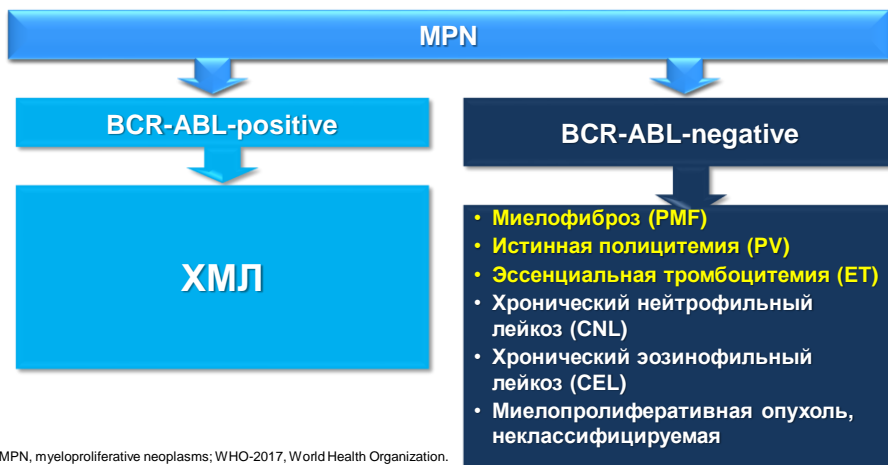 MPN
BCR-ABL-positive
BCR-ABL-negative
ХМЛ
• Миелофиброз (PMF)
• Истинная полицитемия (PV)
• Эссенциальная тромбоцитемия (ET)
• Хронический нейтрофильный
лейкоз (CNL)
• Хронический эозинофильный
лейкоз (CEL)
• Миелопролиферативная опухоль,
неклассифицируемая
MPN, myeloproliferative neoplasms; WHO-2017, World Health Organization.